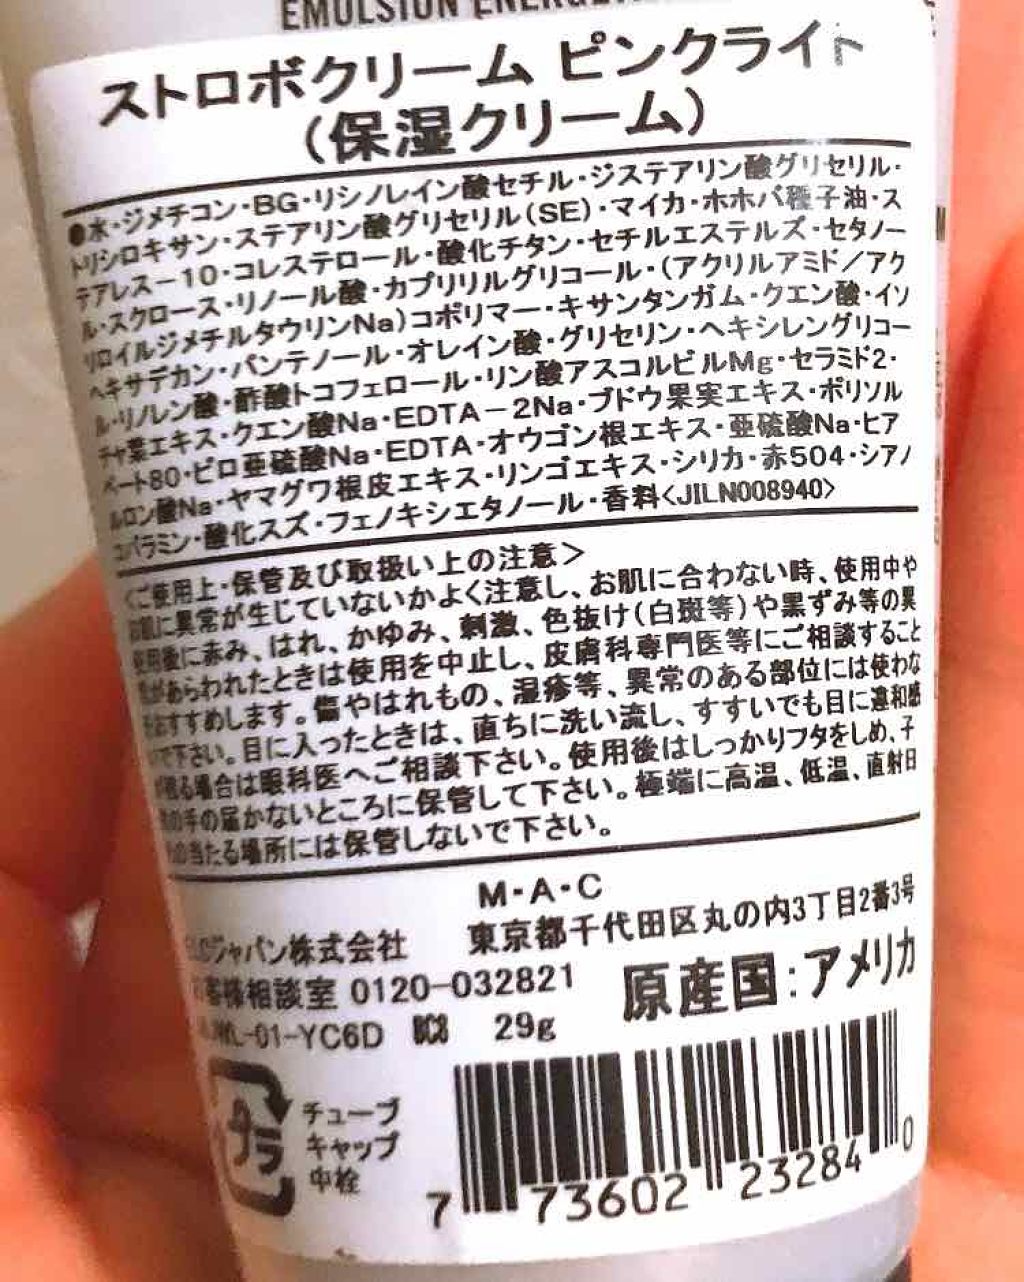 EMULSION
ストロボクリーム ピンクライト
(保湿クリーム)
●水・ジメチコン・BG・リシノレイン酸セチル・ジステアリン酸グリセリル・
トリシロキサン・ステアリン酸グリセリル(SE)・マイカ・ホホバ種子油・ス
テアレス－10・コレステロール・酸化チタン・セチルエステルズ・セタノー
ル・スクロース・リノール酸・カプリリルグリコール・(アクリルアミド／アク
リロイルジメチルタウリンNa)コポリマー・キサンタンガム・クエン酸・イソ
ヘキサデカン・パンテノール・オレイン酸・グリセリン・ヘキシレングリコー
ル・リノレン酸・酢酸トコフェロール・リン酸アスコルビルMg・セラミド2・
チャ葉エキス・クエン酸Na・EDTA－2Na・ブドウ果実エキス・ポリソル
ベート80・ピロ亜硫酸Na・EDTA・オウゴン根エキス・亜硫酸Na・ヒア
ルロン酸Na・ヤマグワ根皮エキス・リンゴエキス・シリカ・赤504・シアノ
コバラミン・酸化スズ・フェノキシエタノール・香料<JILN008940>
<ご使用上・保管及び取扱い上の注意>
お肌に異常が生じていないかよく注意し、お肌に合わない時、使用中や
使用後に赤み、はれ、かゆみ、刺激、色抜け(白斑等)や黒ずみ等の異
があらわれたときは使用を中止し、皮膚科専門医等にご相談すること
をおすすめします。傷やはれもの、湿疹等、異常のある部位には使わな
いで下さい。目に入ったときは、直ちに洗い流し、すすいでも目に違和感
が残る場合は眼科医へご相談下さい。使用後はしっかりフタをしめ、子
の手の届かないところに保管して下さい。極端に高温、低温、直射日
の当たる場所には保管しないで下さい。
M・A・C
ジャパン株式会社 東京都千代田区丸の内3丁目2番3号
お客様相談室 0120-032821 原産国:アメリカ
WL-01-YC6D BC8 29g
プラ
チューブ
キャップ
中栓
7 73602 23284 0